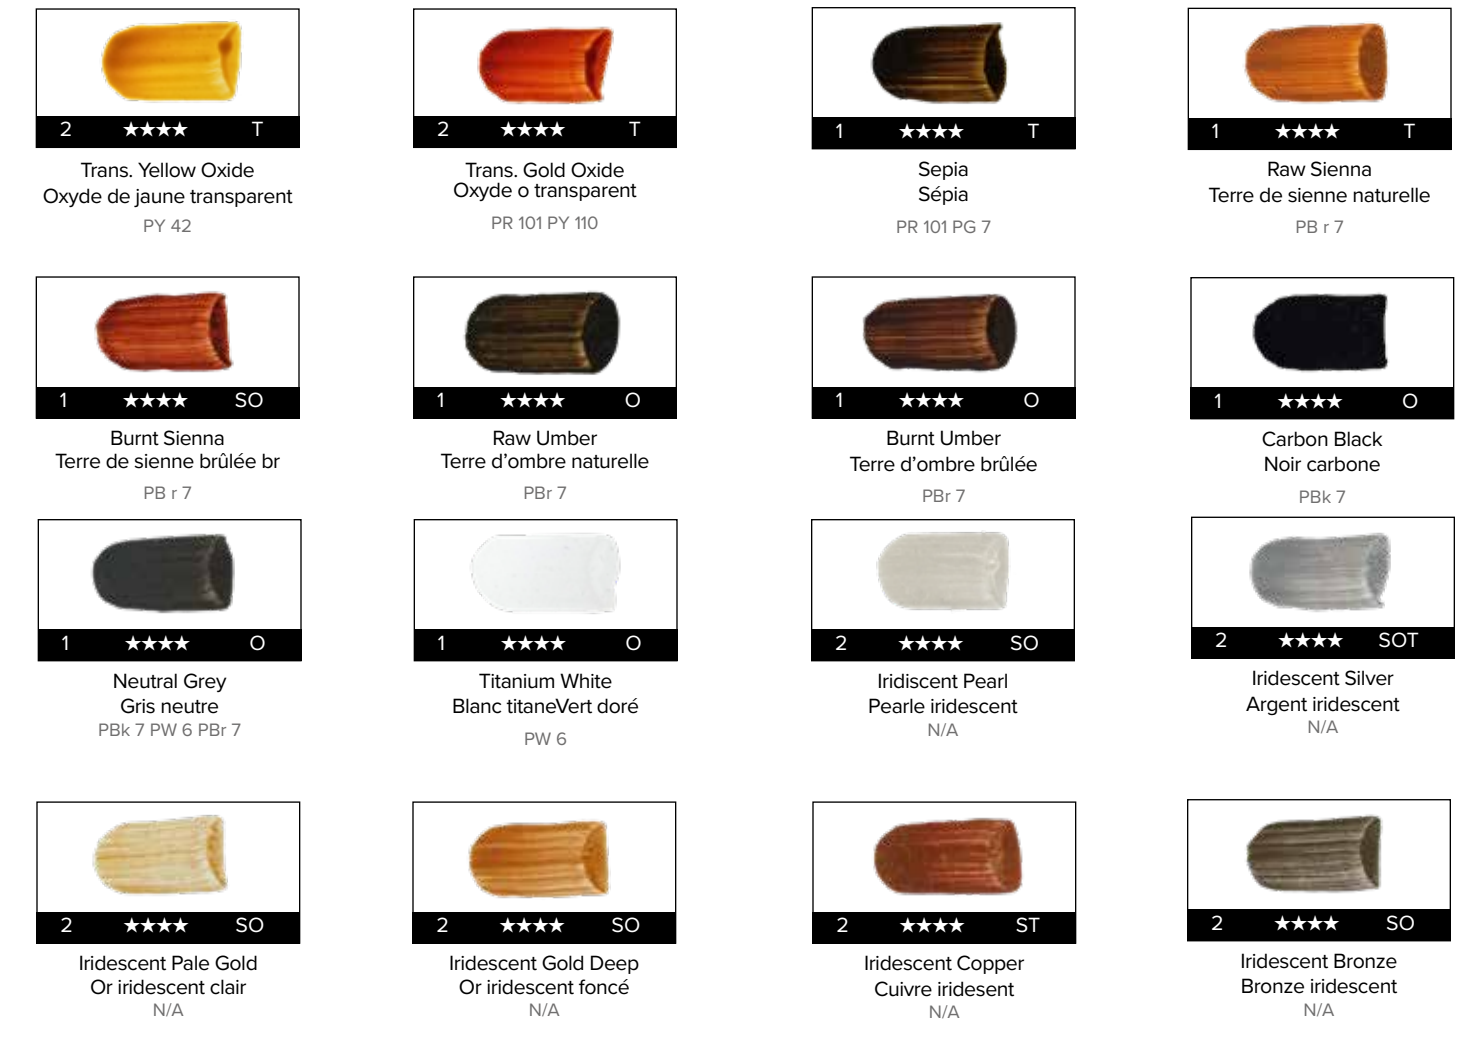 2 ★★★★ T
Trans. Yellow Oxide
Oxyde de jaune transparent
PY 42
2 ★★★★ T
Trans. Gold Oxide
Oxyde o transparent
PR 101 PY 110
1 ★★★★ T
Sepia
Sépia
PR 101 PG 7
1 ★★★★ T
Raw Sienna
Terre de sienne naturelle
PB r 7
1 ★★★★ SO
Burnt Sienna
Terre de sienne brûlée br
PB r 7
1 ★★★★ O
Raw Umber
Terre d’ombre naturelle
PBr 7
1 ★★★★ O
Burnt Umber
Terre d’ombre brûlée
PBr 7
1 ★★★★ O
Carbon Black
Noir carbone
PBk 7
1 ★★★★ O
Neutral Grey
Gris neutre
PBk 7 PW 6 PBr 7
1 ★★★★ O
Titanium White
Blanc titaneVert doré
PW 6
2 ★★★★ SO
Iridiscent Pearl
Pearle iridescent
N/A
2 ★★★★ SOT
Iridescent Silver
Argent iridescent
N/A
2 ★★★★ SO
Iridescent Pale Gold
Or iridescent clair
N/A
2 ★★★★ SO
Iridescent Gold Deep
Or iridescent foncé
N/A
2 ★★★★ ST
Iridescent Copper
Cuivre iridesent
N/A
2 ★★★★ SO
Iridescent Bronze
Bronze iridescent
N/A